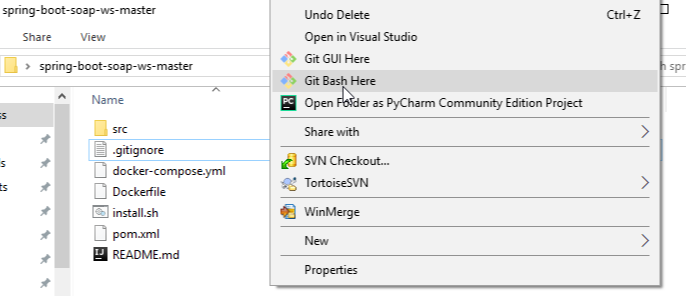 spring-boot-soap-ws-master
Share
View
spring-boot-soap-ws-master
Name
src
.gitignore
docker-compose.yml
Dockerfile
install.sh
pom.xml
README.md
Undo Delete Ctrl+Z
Open in Visual Studio
Git GUI Here
Git Bash Here
Open Folder as PyCharm Community Edition Project
Share with
SVN Checkout...
TortoiseSVN
WinMerge
New
Properties